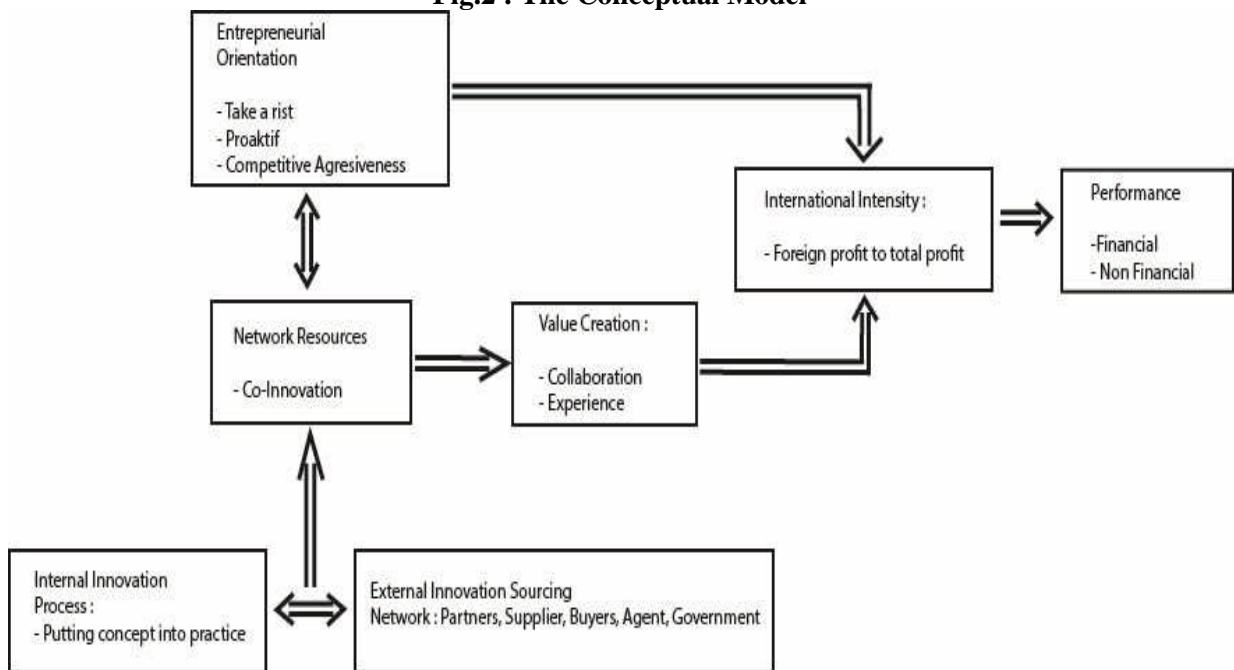 Fig.2 : The Conceptual Model
Entrepreneurial
Orientation
- Take a rist
- Proaktif
- Competitive Agresiveness
International Intensity :
- Foreign profit to total profit
Performance
-Financial
- Non Financial
Network Resources
- Co-Innovation
Value Creation :
- Collaboration
- Experience
Internal Innovation
Process :
- Putting concept into practice
External Innovation Sourcing
Network : Partners, Supplier, Buyers, Agent, Government